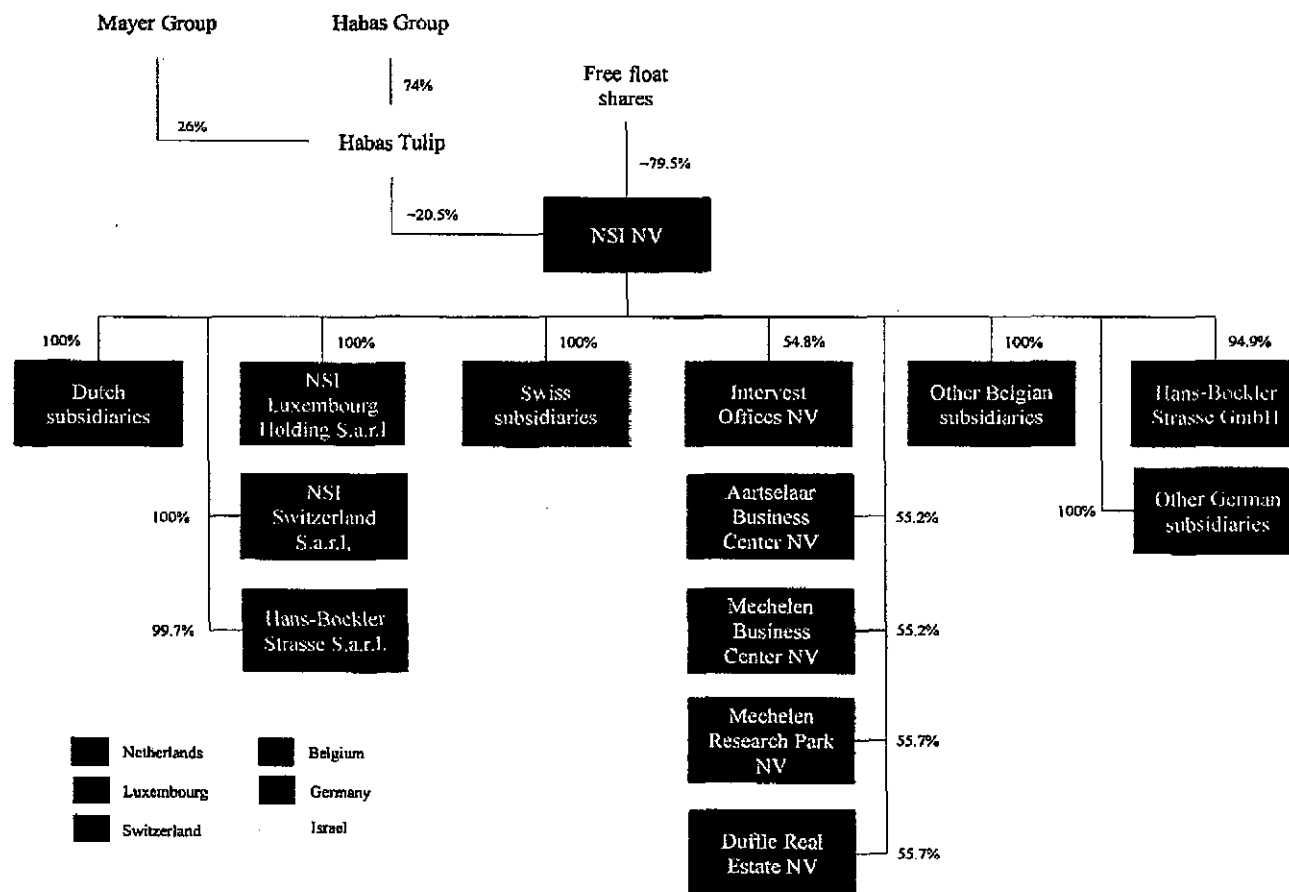 Mayer Group
Habas Group
74%
Free float
shares
26%
Habas Tulip
~79.5%
~20.5%
NSI NV
100%
100%
100%
54.8%
100%
94.9%
Dutch
subsidiaries
NSI
Luxembourg
Holding S.a.r.l
Swiss
subsidiaries
Intervest
Offices NV
Other Belgian
subsidiaries
Hans-Bockler
Strasse GmbH
100%
NSI
Switzerland
S.a.r.l.
Aartselaar
Business
Center NV
55.2%
100%
Other German
subsidiaries
99.7%
Hans-Bockler
Strasse S.a.r.l.
Mechelen
Business
Center NV
55.2%
Mechelen
Research Park
NV
55.7%
Duffle Real
Estate NV
55.7%
Netherlands
Belgium
Luxembourg
Germany
Switzerland
Israel